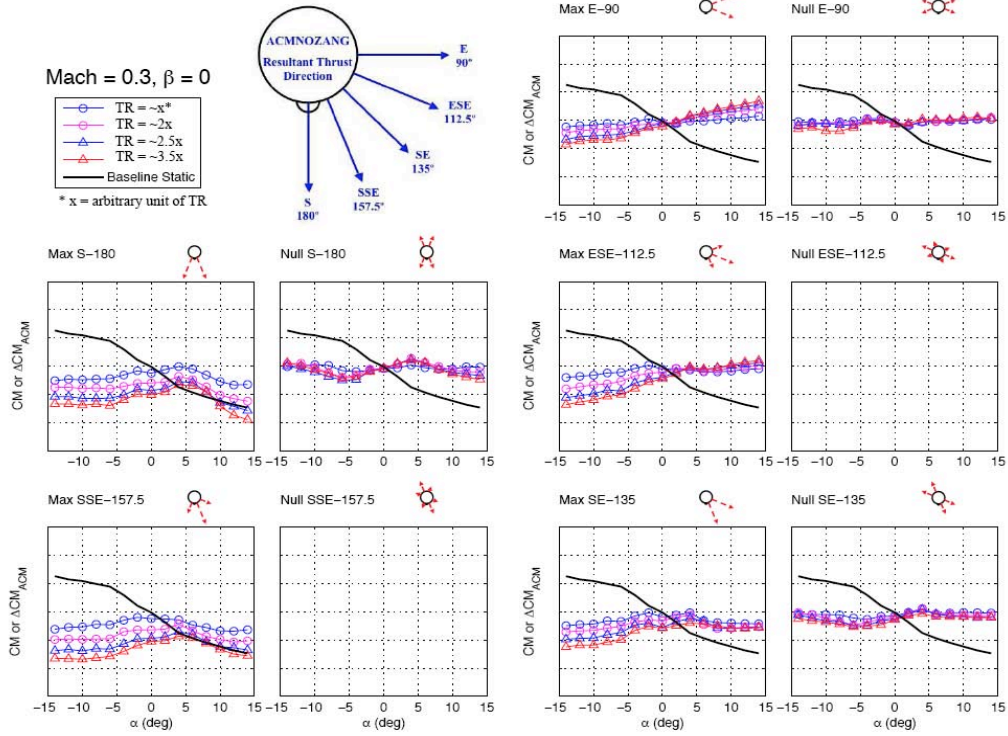 Mach = 0.3, β = 0
TR = ~x*
TR = ~2x
TR = ~2.5x
TR = ~3.5x
Baseline Static
* x = arbitrary unit of TR
ACMNOZANG
Resultant Thrust
Direction
E
90°
ESE
112.5°
SE
135°
SSE
157.5°
S
180°
Max E−90
Null E−90
CM or ΔCM_ACM
−15 −10 −5 0 5 10 15
−15 −10 −5 0 5 10 15
Max S−180
Null S−180
CM or ΔCM_ACM
−15 −10 −5 0 5 10 15
−15 −10 −5 0 5 10 15
Max ESE−112.5
Null ESE−112.5
CM or ΔCM_ACM
−15 −10 −5 0 5 10 15
−15 −10 −5 0 5 10 15
Max SSE−157.5
Null SSE−157.5
CM or ΔCM_ACM
−15 −10 −5 0 5 10 15
α (deg)
−15 −10 −5 0 5 10 15
α (deg)
Max SE−135
Null SE−135
CM or ΔCM_ACM
−15 −10 −5 0 5 10 15
α (deg)
−15 −10 −5 0 5 10 15
α (deg)